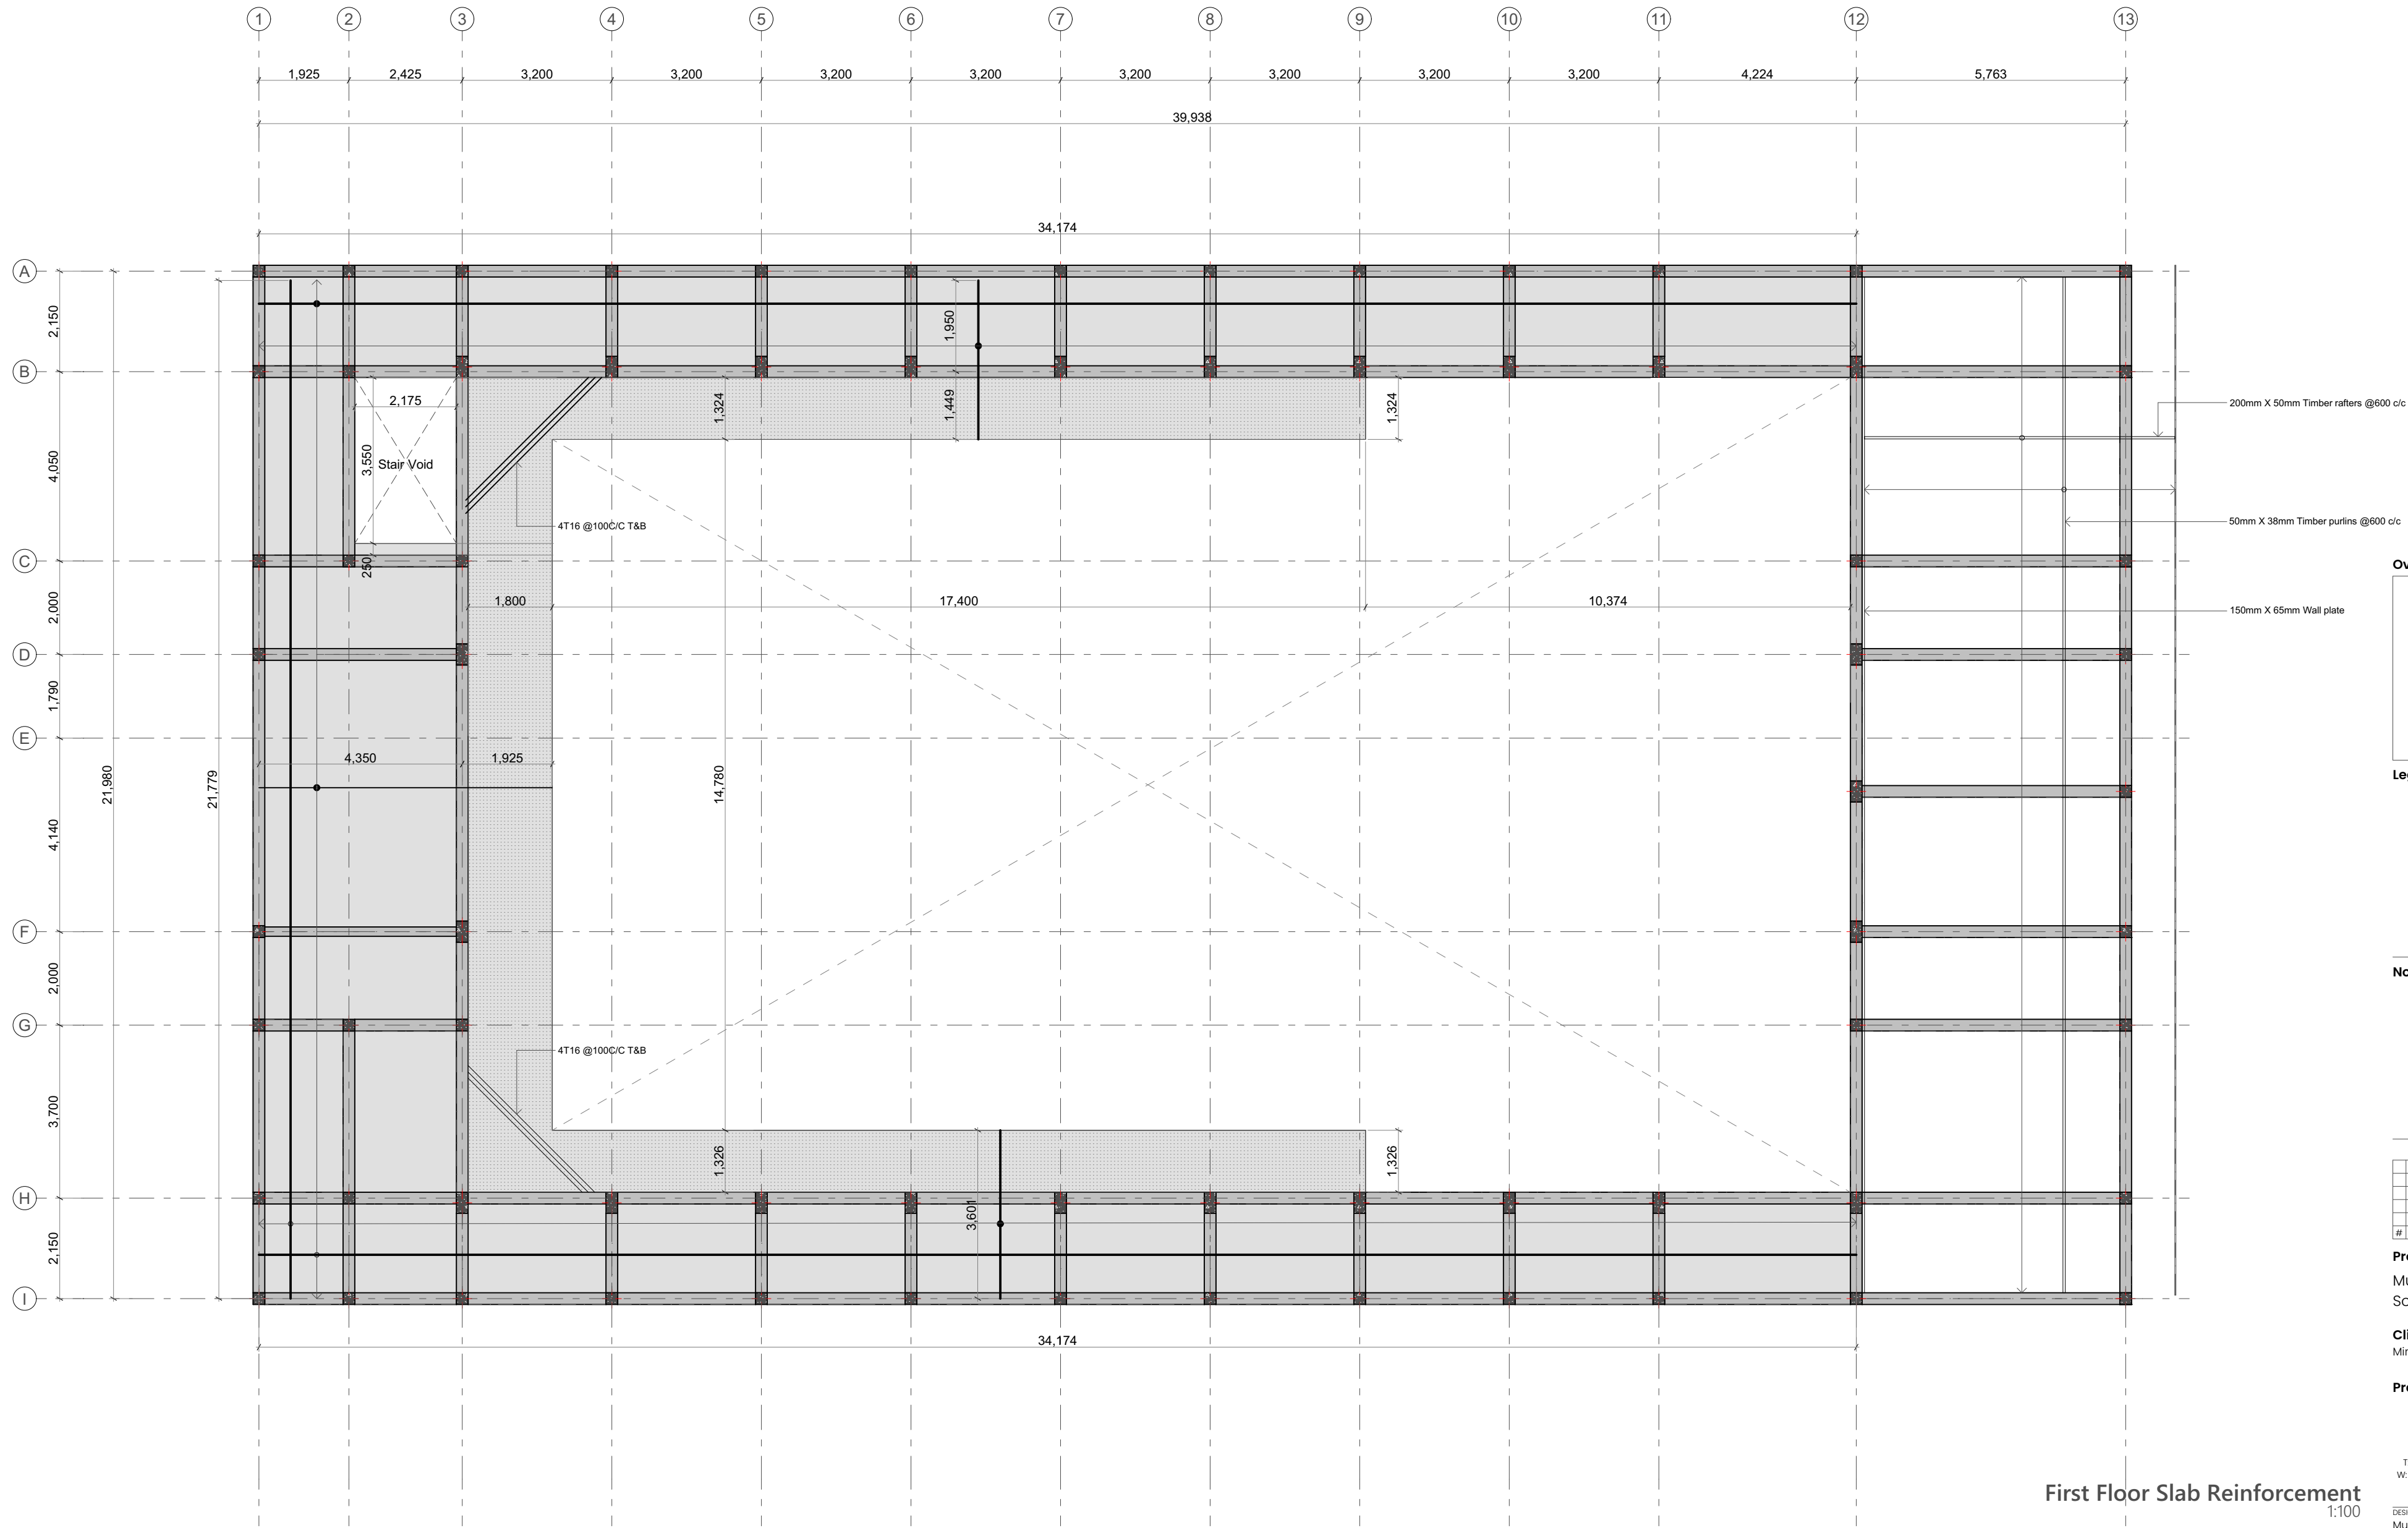 1 2 3 4 5 6 7 8 9 10 11 12 13
1,925 2,425 3,200 3,200 3,200 3,200 3,200 3,200 3,200 3,200 4,224 5,763
39,938
34,174
A
2,150
1,950
B
2,175
1,324
1,449
1,324
200mm X 50mm Timber rafters @600 c/c
4,050
3,550
Stair Void
4T16 @100C/C T&B
50mm X 38mm Timber purlins @600 c/c
C
250
2,000
1,800
17,400
10,374
150mm X 65mm Wall plate
D
1,790
E
4,350
1,925
21,980
21,779
14,780
4,140
F
2,000
G
4T16 @100C/C T&B
3,700
1,326
1,326
H
3,601
2,150
#
I
34,174
First Floor Slab Reinforcement
1:100